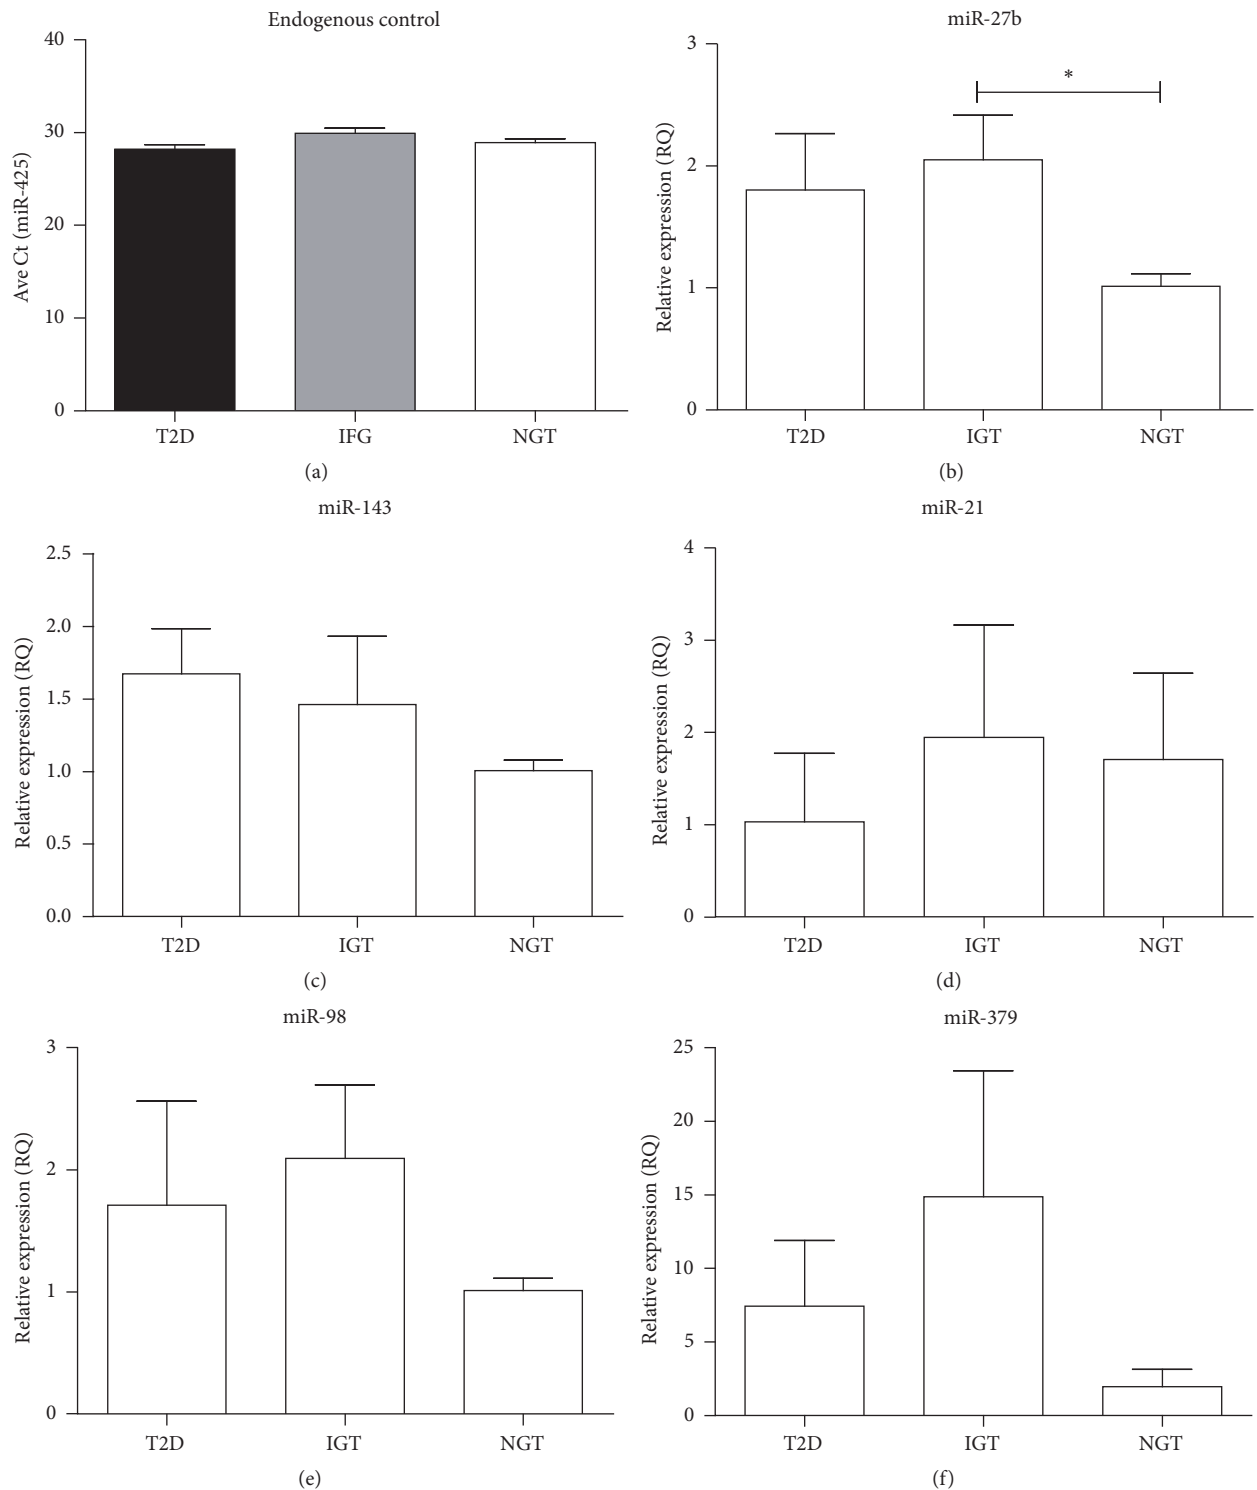 Endogenous control
40
30
20
10
0
Ave Ct (miR-425)
T2D IFG NGT
(a)
miR-27b
3
2
1
0
Relative expression (RQ)
*
T2D IGT NGT
(b)
miR-143
2.5
2.0
1.5
1.0
0.5
0.0
Relative expression (RQ)
T2D IGT NGT
(c)
miR-21
4
3
2
1
0
Relative expression (RQ)
T2D IGT NGT
(d)
miR-98
3
2
1
0
Relative expression (RQ)
T2D IGT NGT
(e)
miR-379
25
20
15
10
5
0
Relative expression (RQ)
T2D IGT NGT
(f)